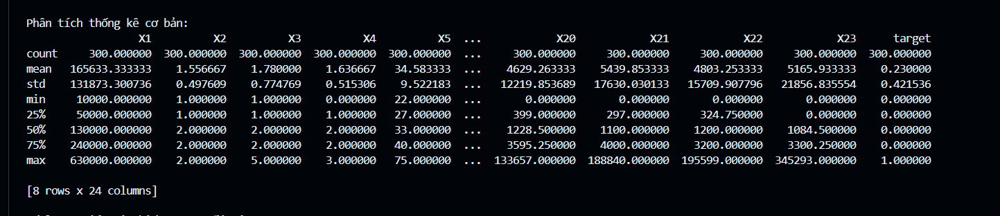 Phân tích thống kê cơ bản:
X1 X2 X3 X4 X5 ... X20 X21 X22 X23 target
count 300.000000 300.000000 300.000000 300.000000 300.000000 ... 300.000000 300.000000 300.000000 300.000000 300.000000
mean 165633.333333 1.556667 1.780000 1.636667 34.583333 ... 4629.263333 5439.853333 4803.253333 5165.933333 0.230000
std 131873.300736 0.497609 0.774769 0.515306 9.522183 ... 12219.853689 17630.030133 15709.907796 21856.835554 0.421536
min 10000.000000 1.000000 1.000000 0.000000 22.000000 ... 0.000000 0.000000 0.000000 0.000000 0.000000
25% 50000.000000 1.000000 1.000000 1.000000 27.000000 ... 399.000000 297.000000 324.750000 0.000000 0.000000
50% 130000.000000 2.000000 2.000000 2.000000 33.000000 ... 1228.500000 1100.000000 1200.000000 1084.500000 0.000000
75% 240000.000000 2.000000 2.000000 2.000000 40.000000 ... 3595.250000 4000.000000 3200.000000 3300.250000 0.000000
max 630000.000000 2.000000 5.000000 3.000000 75.000000 ... 133657.000000 188840.000000 195599.000000 345293.000000 1.000000
[8 rows x 24 columns]